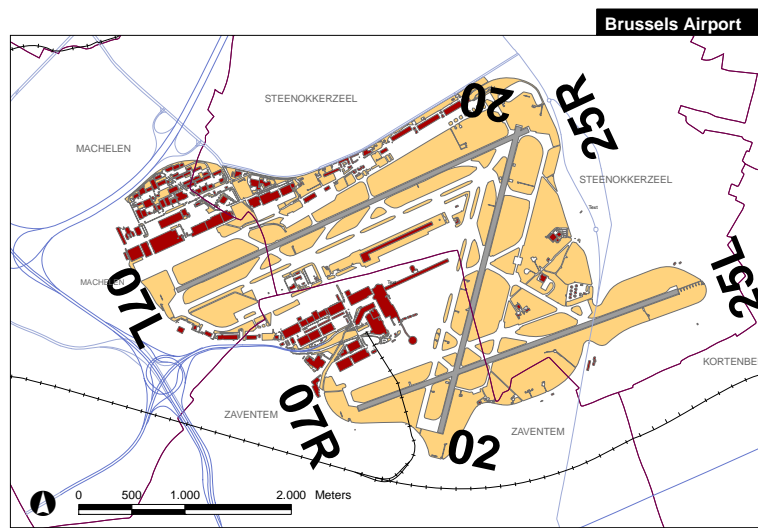 Brussels Airport
STEENOKKERZEEL
20
25R
MACHELEN
STEENOKKERZEEL
Text
MACHELEN
07L
25L
KORTENBE
ZAVENTEM
07R
02
ZAVENTEM
0 500 1.000 2.000 Meters